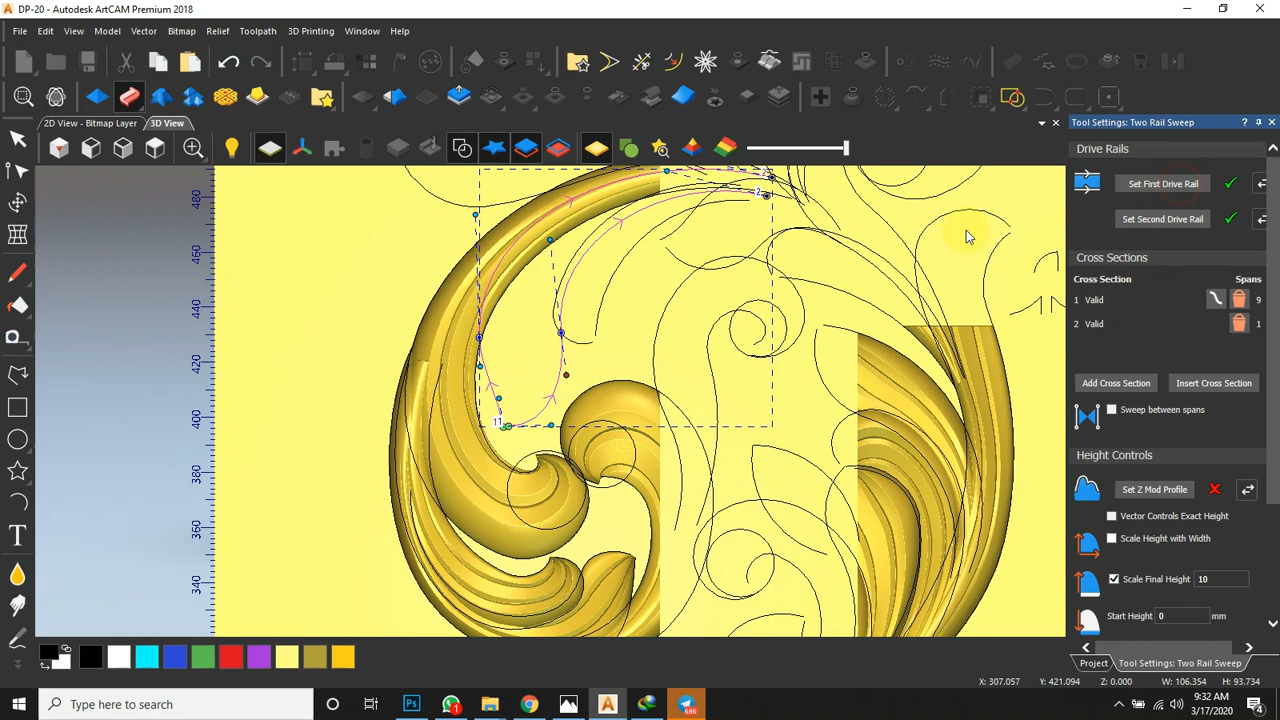 DP-20 - Autodesk ArtCAM Premium 2018
File Edit View Model Vector Bitmap Relief Toolpath 3D Printing Window Help
2D View - Bitmap Layer 3D View
Tool Settings: Two Rail Sweep
Drive Rails
Set First Drive Rail
Set Second Drive Rail
Cross Sections
Cross Section Spans
1 Valid 9
2 Valid 1
Add Cross Section Insert Cross Section
Sweep between spans
Height Controls
Set Z Mod Profile
Vector Controls Exact Height
Scale Height with Width
Scale Final Height 10
Start Height 0 mm
Project Tool Settings: Two Rail Sweep
480
460
440
420
400
380
360
340
2
11
T
X: 307.057 Y: 421.094 Z: 0.000 W: 106.354 H: 93.734
Type here to search
Ps
1
A
686
9:32 AM
3/17/2020
4